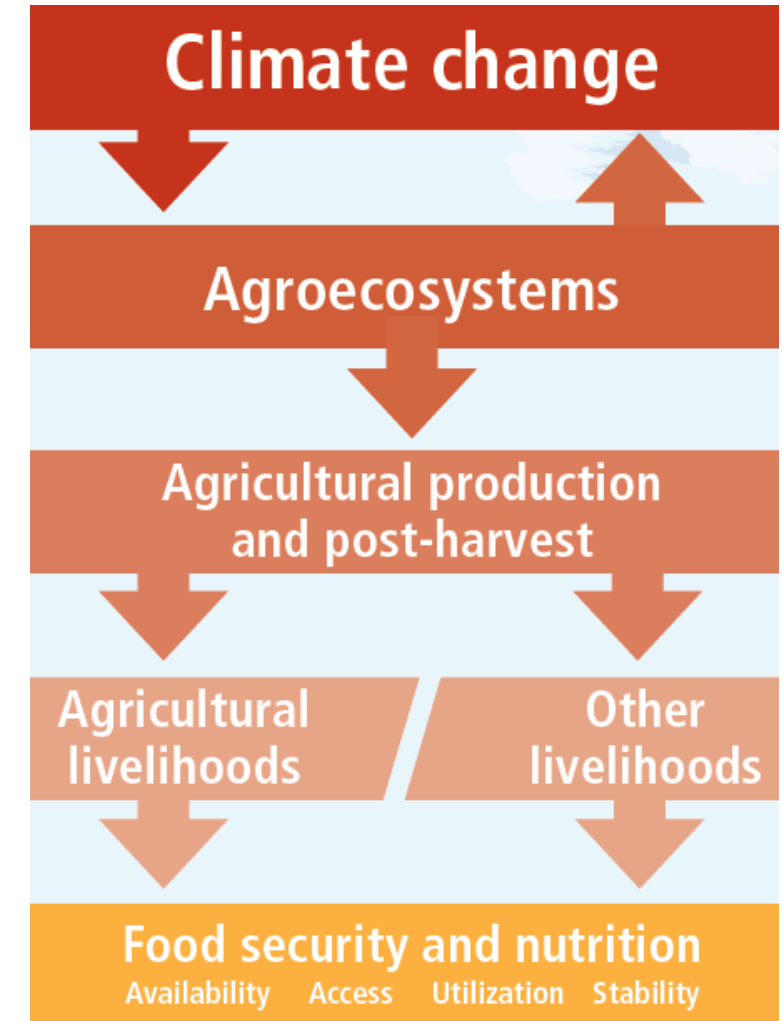 Climate change
Agroecosystems
Agricultural production
and post-harvest
Agricultural
livelihoods
Other
livelihoods
Food security and nutrition
Availability Access Utilization Stability